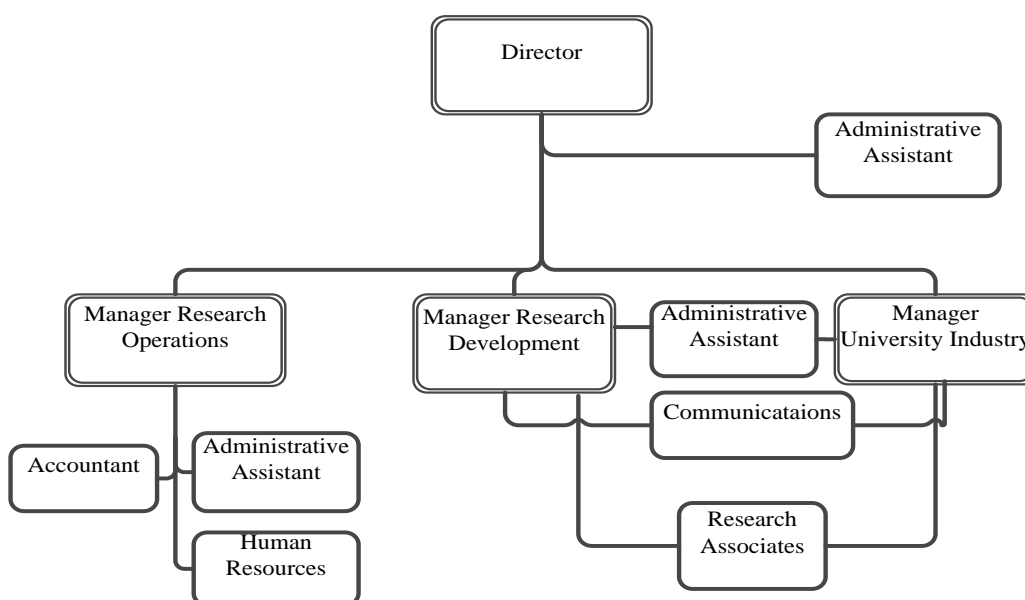 Director
Administrative
Assistant
Manager Research
Operations
Manager Research
Development
Administrative
Assistant
Manager
University Industry
Communicataions
Accountant
Administrative
Assistant
Human
Resources
Research
Associates